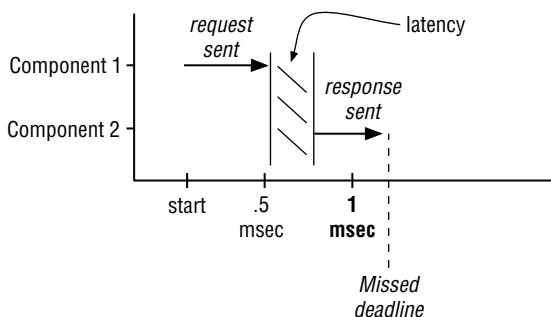 request
sent
latency
Component 1
response
sent
Component 2
start
.5
msec
1
msec
Missed
deadline